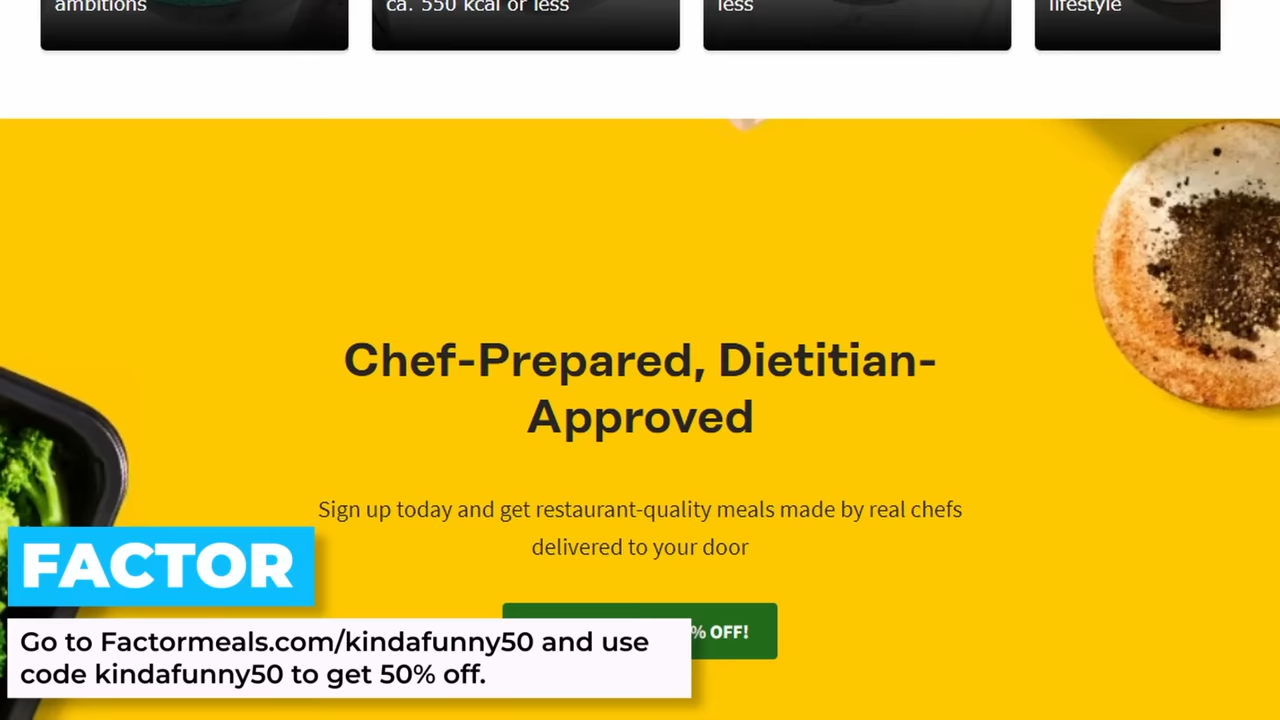 ambitions
ca. 550 kcal or less
less
lifestyle
Chef-Prepared, Dietitian-
Approved
Sign up today and get restaurant-quality meals made by real chefs
delivered to your door
% OFF!
FACTOR
Go to Factormeals.com/kindafunny50 and use
code kindafunny50 to get 50% off.